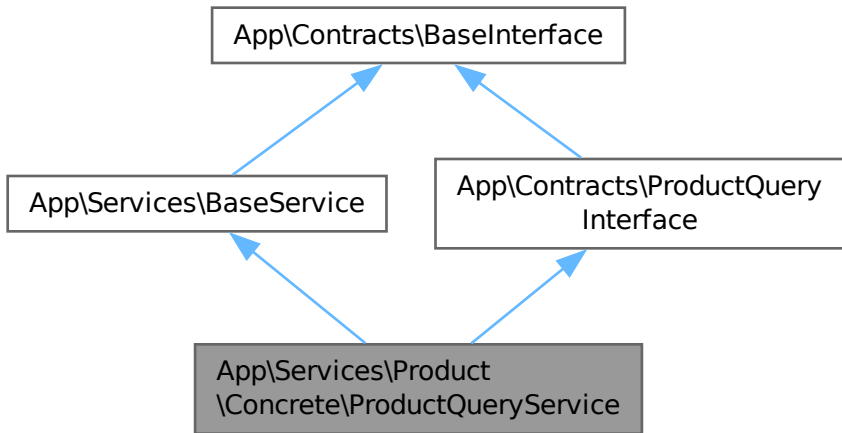 App\Contracts\BaseInterface
App\Services\BaseService
App\Contracts\ProductQuery
Interface
App\Services\Product
\Concrete\ProductQueryService